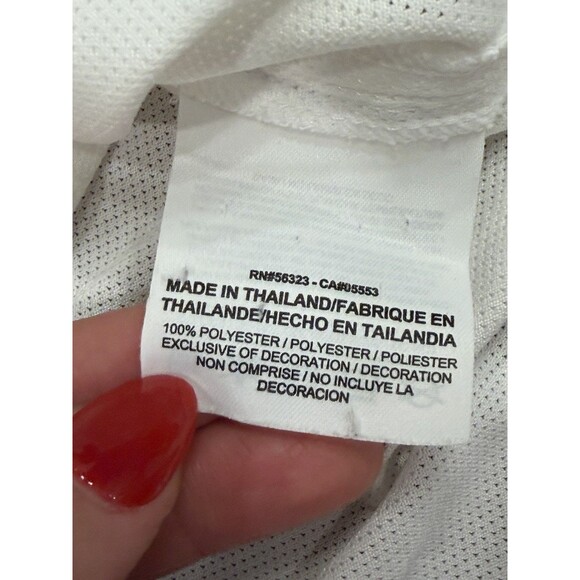 RN#56323 - CA#05553
MADE IN THAILAND/FABRIQUE EN
THAILANDE/HECHO EN TAILANDIA
100% POLYESTER / POLYESTER / POLIESTER
EXCLUSIVE OF DECORATION / DECORATION
NON COMPRISE / NO INCLUYE LA
DECORACION